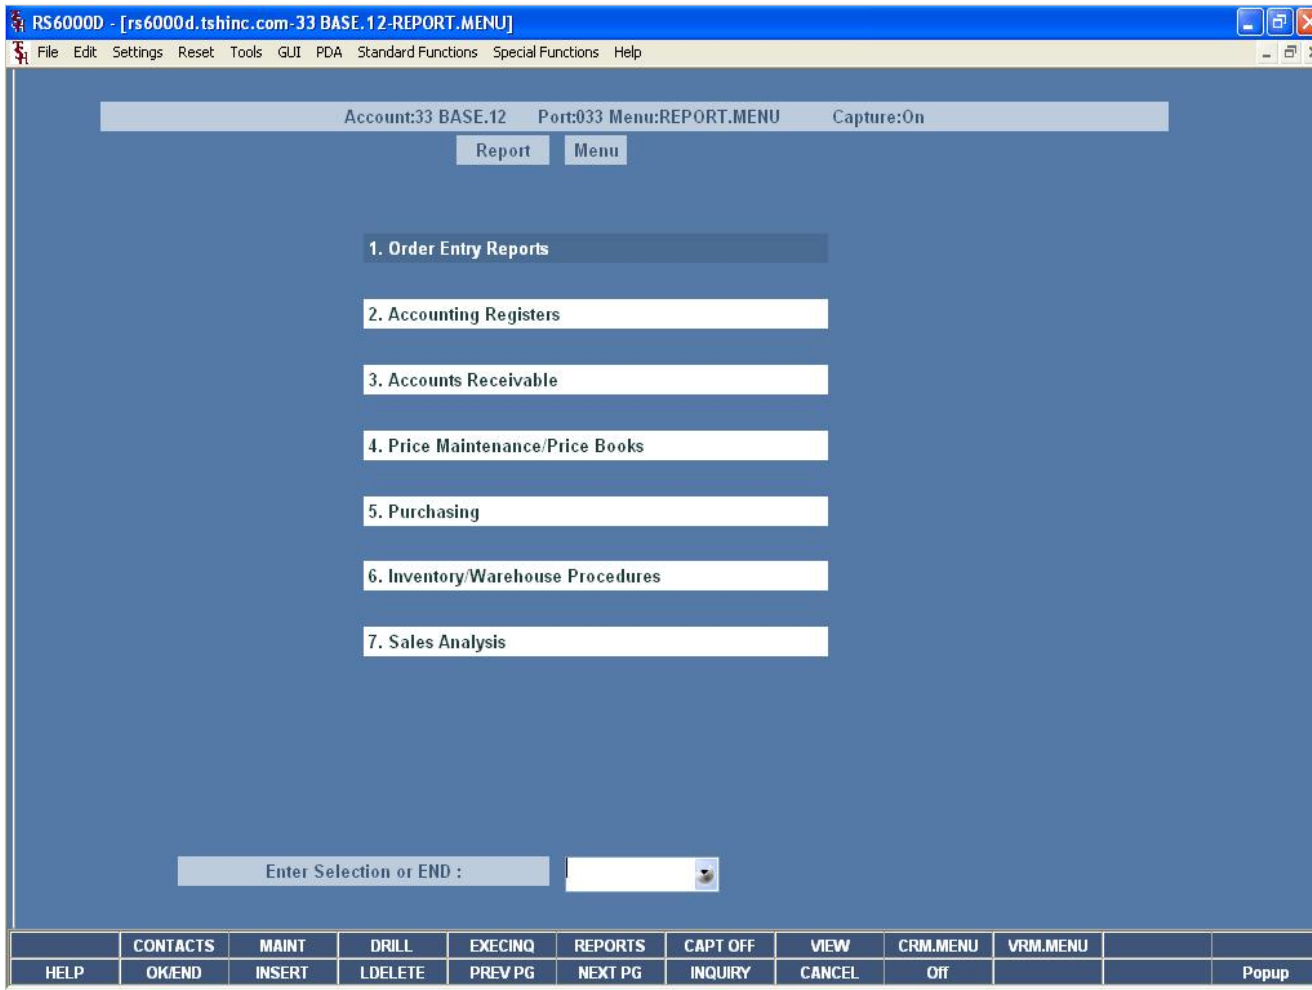 RS6000D - [rs6000d.tshinc.com-33 BASE.12-REPORT.MENU]
File Edit Settings Reset Tools GUI PDA Standard Functions Special Functions Help
Account:33 BASE.12 Port:033 Menu:REPORT.MENU Capture:On
Report Menu
1. Order Entry Reports
2. Accounting Registers
3. Accounts Receivable
4. Price Maintenance/Price Books
5. Purchasing
6. Inventory/Warehouse Procedures
7. Sales Analysis
Enter Selection or END :
CONTACTS MAINT DRILL EXECINQ REPORTS CAPT OFF VIEW CRM.MENU VRM.MENU
HELP OK/END INSERT LDELETE PREV PG NEXT PG INQUIRY CANCEL Off Popup